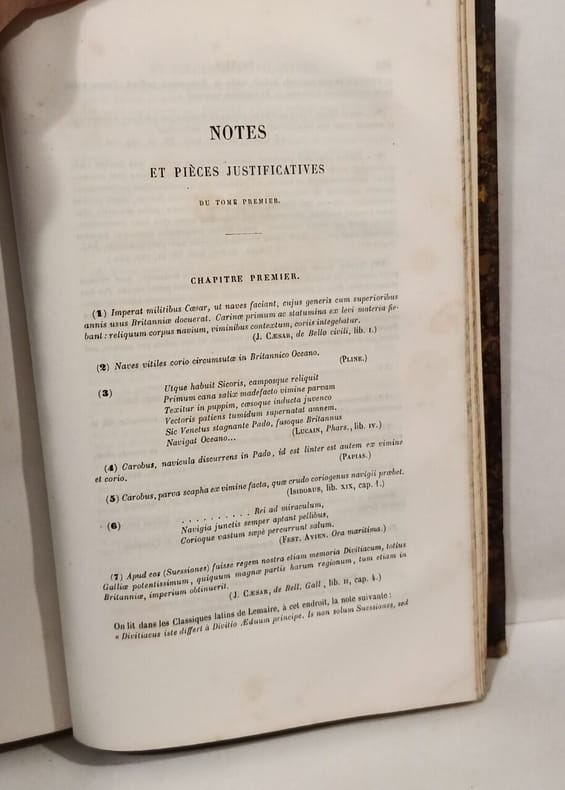 NOTES
ET PIÈCES JUSTIFICATIVES
DU TOME PREMIER.
CHAPITRE PREMIER.
(1) Imperat militibus Cæsar, ut naves faciant, cujus generis cum superioribus
annis usus Britanniæ docuerat. Carinæ primum ac statumina ex levi materia fie-
bant: reliquum corpus navium, viminibus contextum, coriis integebatur.
(J. CÆSAR, de Bello civili, lib. I.)
(2) Naves vitiles corio circumsutæ in Britannico Oceano.
(PLINE.)
(3) Utque habuit Sicoris, camposque reliquit
Primum cana salix madefacto vimine parvam
Texitur in puppim, cæsoque inducta juvenco
Vectoris patiens tumidum supernatat amnem.
Sic Venetus stagnante Pado, fusoque Britannus
Navigat Oceano...
(LUCAIN, Phars., lib. IV.)
(4) Carobus, navicula discurrens in Pado, id est linter est autem ex vimine
et corio.
(PAPIAS.)
(5) Carobus, parva scapha ex vimine facta, quæ crudo coriogenus navigii præbet.
(ISIDORUS, lib. XIX, cap. 1.)
(6) . . . . . . . . . . Rei ad miraculum,
Navigia junctis semper aptant pellibus,
Corioque vastum sæpè percurrunt salum.
(FEST. AVIEN. Ora maritima.)
(7) Apud eos (Suessiones) fuisse regem nostra etiam memoria Divitiacum, totius
Galliæ potentissimum, quiquum magnæ partis harum regionum, tum etiam in
Britanniæ, imperium obtinuerit.
(J. CÆSAR, de Bell. Gall., lib. II, cap. 4.)
On lit dans les Classiques latins de Lemaire, à cet endroit, la note suivante :
« Divitiacus iste differt à Divitio Æduum principe. Is non solum Suessiones, sed